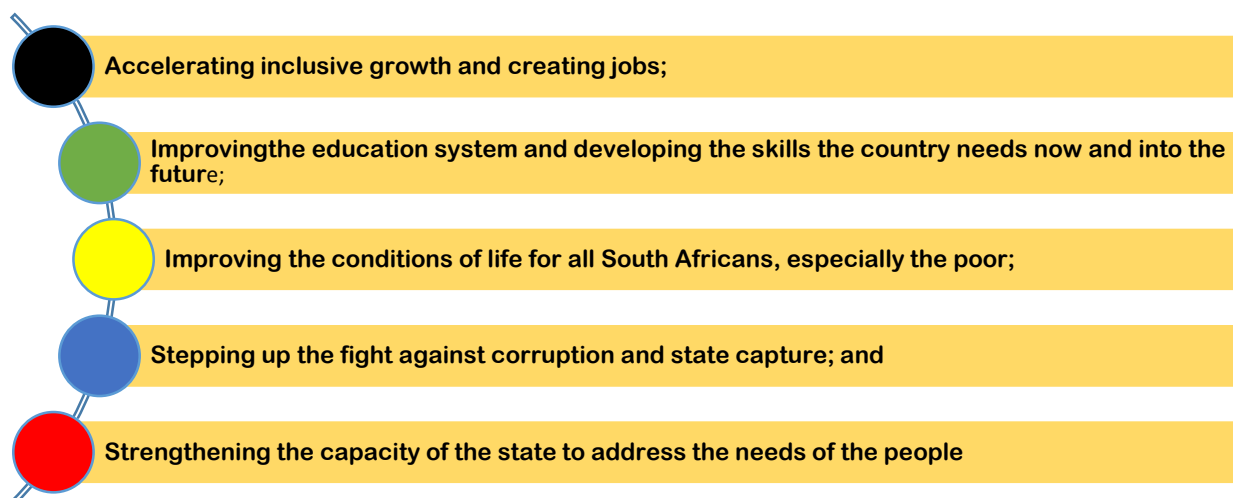 Accelerating inclusive growth and creating jobs;
Improvingthe education system and developing the skills the country needs now and into the
future;
Improving the conditions of life for all South Africans, especially the poor;
Stepping up the fight against corruption and state capture; and
Strengthening the capacity of the state to address the needs of the people